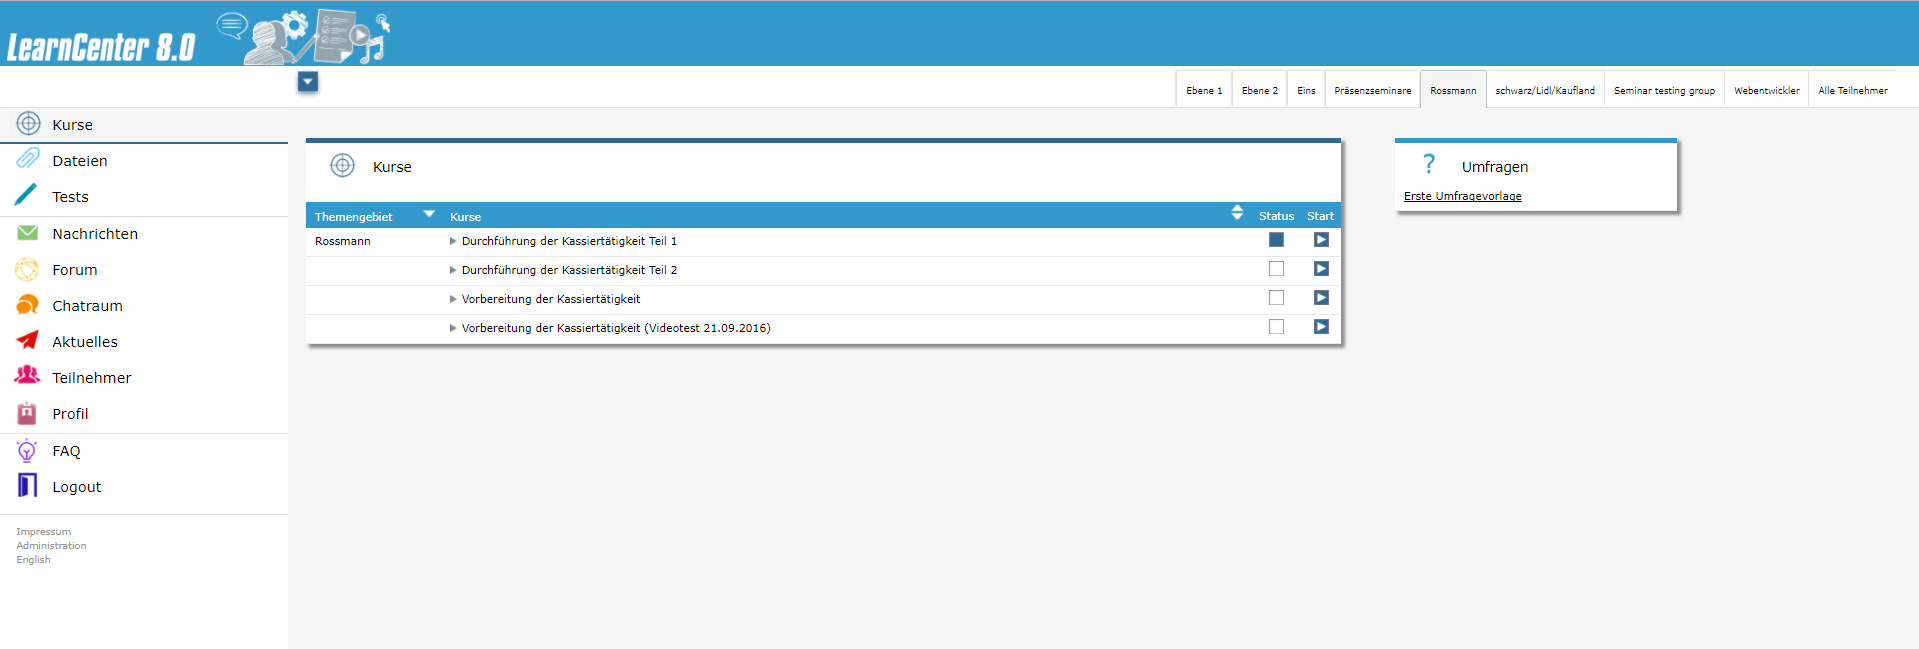 LearnCenter 8.0
Ebene 1
Ebene 2
Eins
Präsenzseminare
Rossmann
schwarz/Lidl/Kaufland
Seminar testing group
Webentwickler
Alle Teilnehmer
Kurse
Dateien
Tests
Nachrichten
Forum
Chatraum
Aktuelles
Teilnehmer
Profil
FAQ
Logout
Impressum
Administration
English
Kurse
Themengebiet Kurse Status Start
Rossmann Durchführung der Kassiertätigkeit Teil 1
Durchführung der Kassiertätigkeit Teil 2
Vorbereitung der Kassiertätigkeit
Vorbereitung der Kassiertätigkeit (Videotest 21.09.2016)
? Umfragen
Erste Umfragevorlage